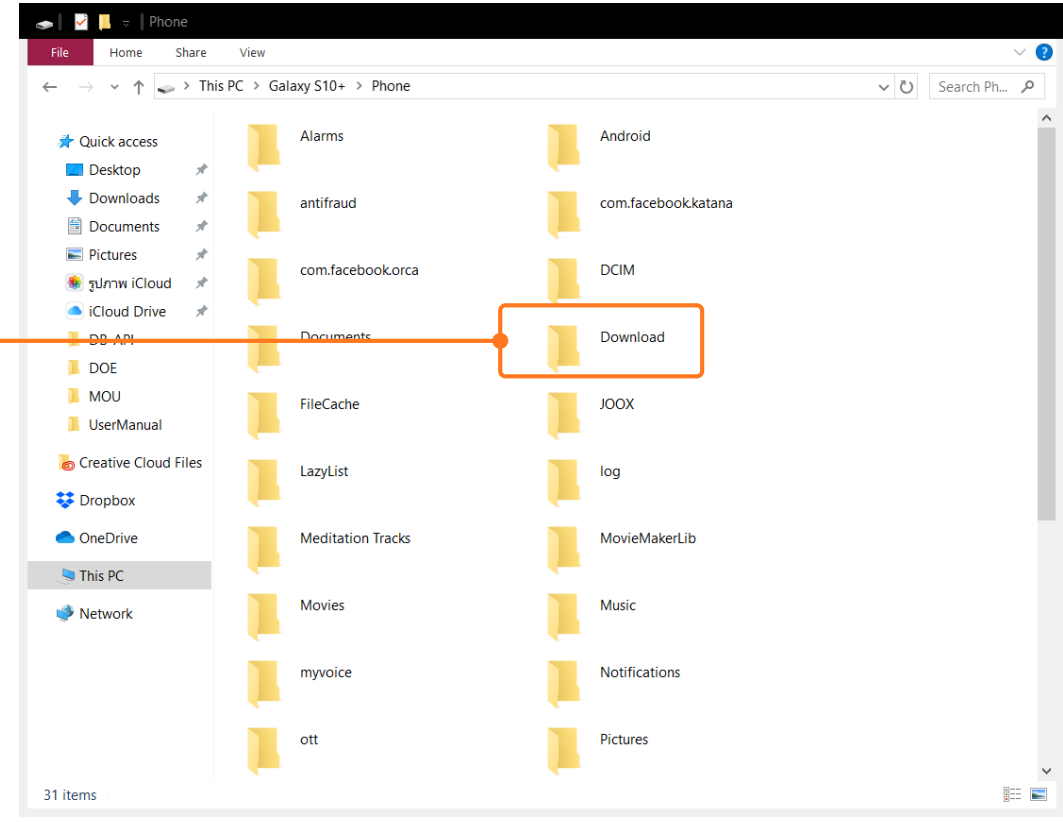 Phone
File Home Share View
This PC > Galaxy S10+ > Phone
Search Ph...
Quick access
Desktop
Downloads
Documents
Pictures
รูปภาพ iCloud
iCloud Drive
DB-API
DOE
MOU
UserManual
Creative Cloud Files
Dropbox
OneDrive
This PC
Network
Alarms Android
antifraud com.facebook.katana
com.facebook.orca DCIM
Documents Download
FileCache JOOX
LazyList log
Meditation Tracks MovieMakerLib
Movies Music
myvoice Notifications
ott Pictures
31 items